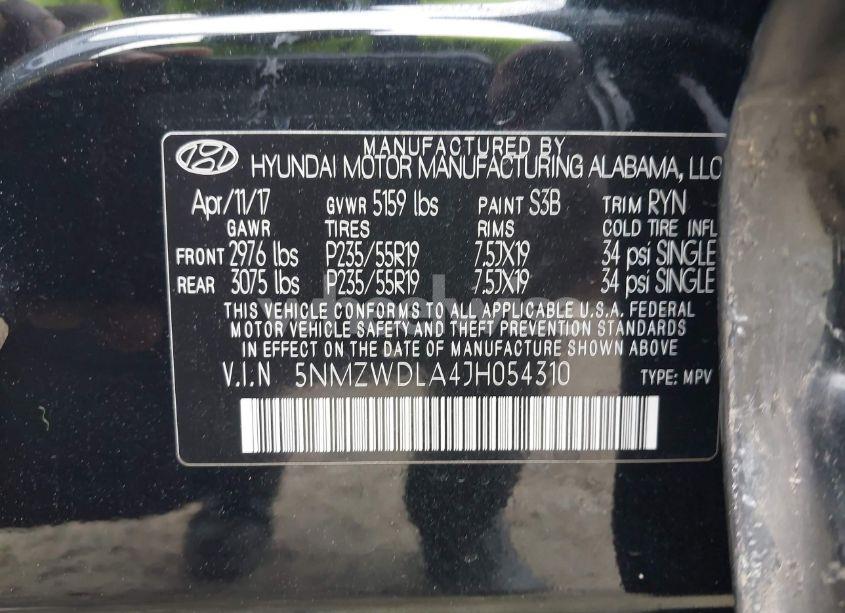 MANUFACTURED BY
HYUNDAI MOTOR MANUFACTURING ALABAMA, LLC
Apr/11/17 GVWR 5159 lbs PAINT S3B TRIM RYN
GAWR TIRES RIMS COLD TIRE INFL
FRONT 2976 lbs P235/55R19 7.5JX19 34 psi SINGLE
REAR 3075 lbs P235/55R19 7.5JX19 34 psi SINGLE
THIS VEHICLE CONFORMS TO ALL APPLICABLE U.S.A. FEDERAL
MOTOR VEHICLE SAFETY AND THEFT PREVENTION STANDARDS
IN EFFECT ON THE DATE OF MANUFACTURE SHOWN ABOVE
V.I.N 5NMZWDLA4JH054310 TYPE: MPV